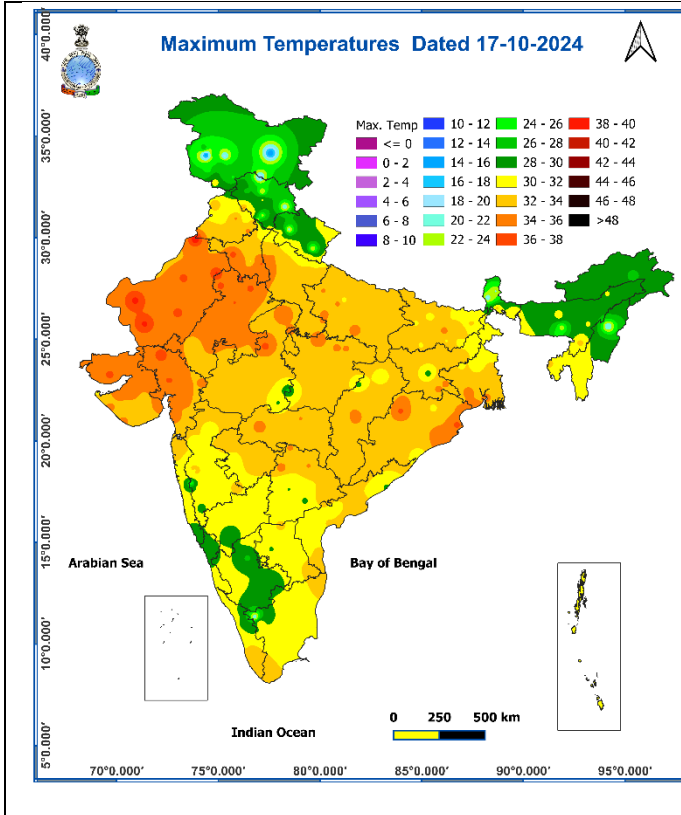 Maximum Temperatures Dated 17-10-2024
Max. Temp
<= 0
0 - 2
2 - 4
4 - 6
6 - 8
8 - 10
10 - 12
12 - 14
14 - 16
16 - 18
18 - 20
20 - 22
22 - 24
24 - 26
26 - 28
28 - 30
30 - 32
32 - 34
34 - 36
36 - 38
38 - 40
40 - 42
42 - 44
44 - 46
46 - 48
>48
40°0.000′
35°0.000′
30°0.000′
25°0.000′
20°0.000′
15°0.000′
10°0.000′
5°0.000′
Arabian Sea
Bay of Bengal
Indian Ocean
0 250 500 km
70°0.000′ 75°0.000′ 80°0.000′ 85°0.000′ 90°0.000′ 95°0.000′